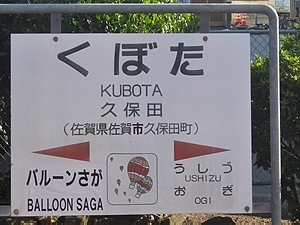 くぼた
KUBOTA
久保田
(佐賀県佐賀市久保田町)
バルーンさが
BALLOON SAGA
うしづ
USHIZU
おぎ
OGI